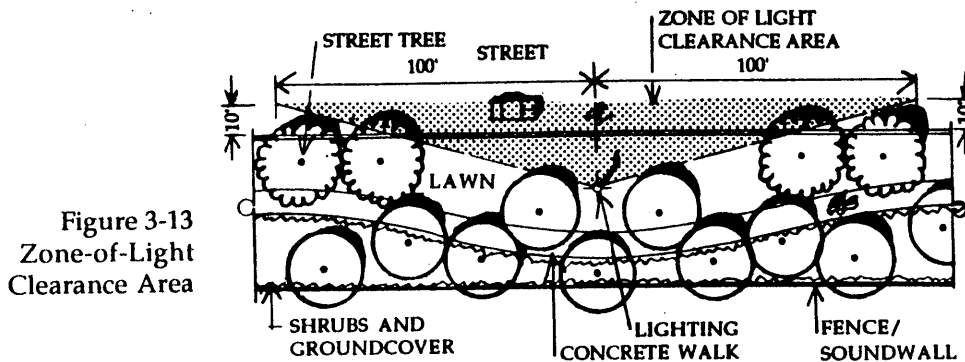 ZONE OF LIGHT
CLEARANCE AREA
STREET TREE
STREET
100'
100'
10'
10'
LAWN
Figure 3-13
Zone-of-Light
Clearance Area
SHRUBS AND
GROUNDCOVER
LIGHTING
CONCRETE WALK
FENCE/
SOUNDWALL